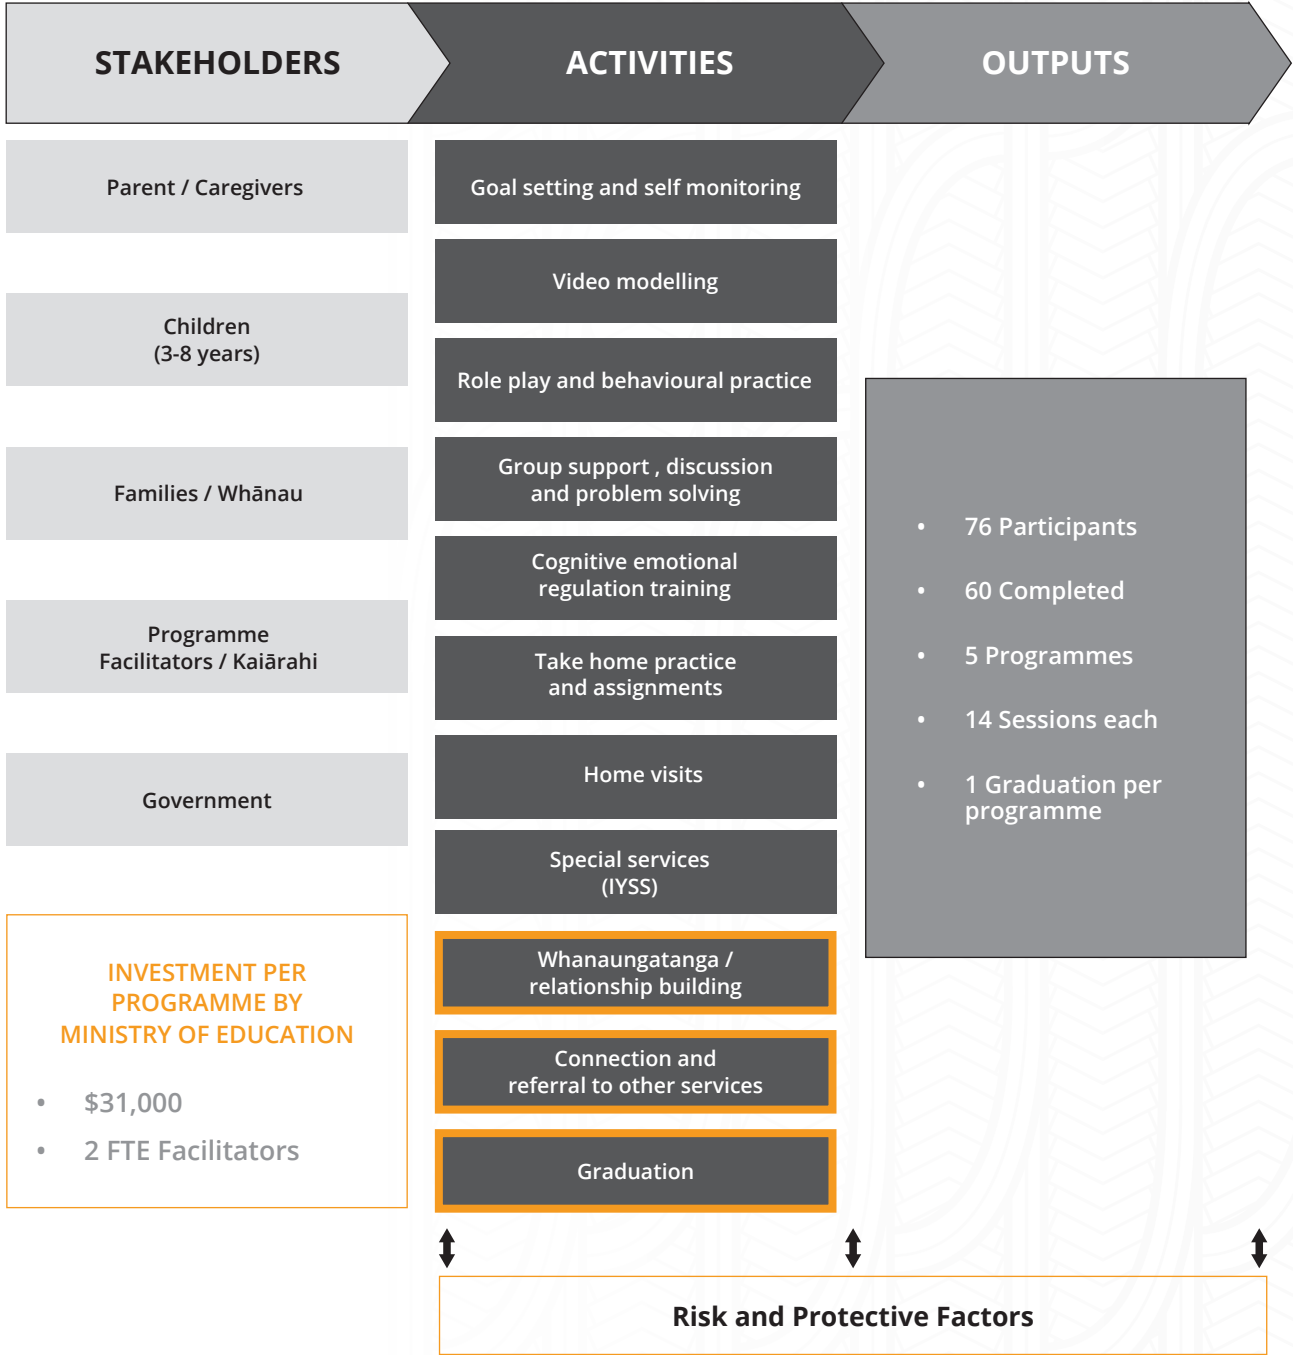 STAKEHOLDERS
ACTIVITIES
OUTPUTS
Parent / Caregivers
Children
(3-8 years)
Families / Whānau
Programme
Facilitators / Kaiārahi
Government
INVESTMENT PER
PROGRAMME BY
MINISTRY OF EDUCATION
• $31,000
• 2 FTE Facilitators
Goal setting and self monitoring
Video modelling
Role play and behavioural practice
Group support , discussion
and problem solving
Cognitive emotional
regulation training
Take home practice
and assignments
Home visits
Special services
(IYSS)
Whanaungatanga /
relationship building
Connection and
referral to other services
Graduation
• 76 Participants
• 60 Completed
• 5 Programmes
• 14 Sessions each
• 1 Graduation per
programme
Risk and Protective Factors